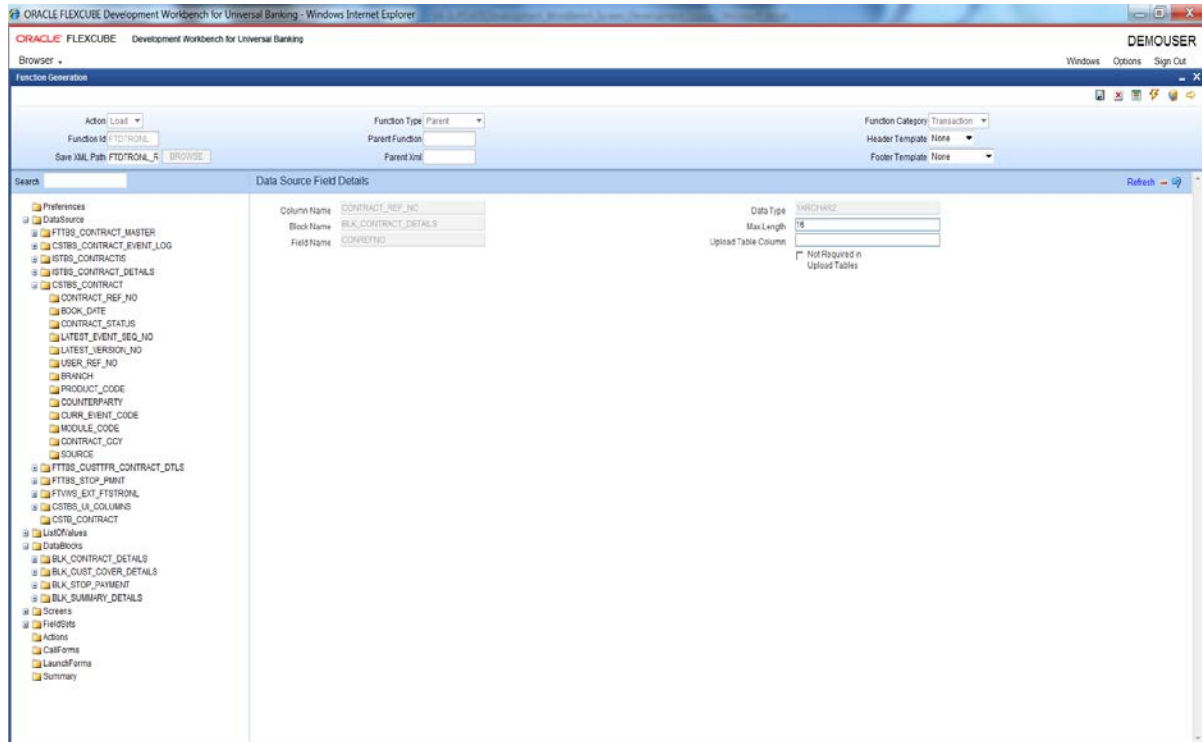 ORACLE FLEXCUBE Development Workbench for Universal Banking - Windows Internet Explorer
ORACLE FLEXCUBE Development Workbench for Universal Banking
DEMOUSER
Browser
Windows Options Sign Out
Function Generation
Action Load
Function Type Parent
Function Category Transaction
Function Id FTDTRONL
Parent Function
Header Template None
Save XML Path FTDTRONL_R BROWSE
Parent Xml
Footer Template None
Search
Data Source Field Details
Refresh
Column Name CONTRACT_REF_NO
Data Type VARCHAR2
Block Name BLK_CONTRACT_DETAILS
Max Length 16
Field Name CONREFNO
Upload Table Column
Not Required in
Upload Tables
Preferences
DataSource
FTTBS_CONTRACT_MASTER
CSTBS_CONTRACT_EVENT_LOG
ISTBS_CONTRACTIS
ISTBS_CONTRACT_DETAILS
CSTBS_CONTRACT
CONTRACT_REF_NO
BOOK_DATE
CONTRACT_STATUS
LATEST_EVENT_SEQ_NO
LATEST_VERSION_NO
USER_REF_NO
BRANCH
PRODUCT_CODE
COUNTERPARTY
CURR_EVENT_CODE
MODULE_CODE
CONTRACT_CCY
SOURCE
FTTBS_CUSTTFR_CONTRACT_DTLS
FTTBS_STOP_PMNT
FTVWS_EXT_FTSTRONL
CSTBS_UI_COLUMNS
CSTB_CONTRACT
ListOfValues
DataBlocks
BLK_CONTRACT_DETAILS
BLK_CUST_COVER_DETAILS
BLK_STOP_PAYMENT
BLK_SUMMARY_DETAILS
Screens
FieldSets
Actions
CallForms
LaunchForms
Summary